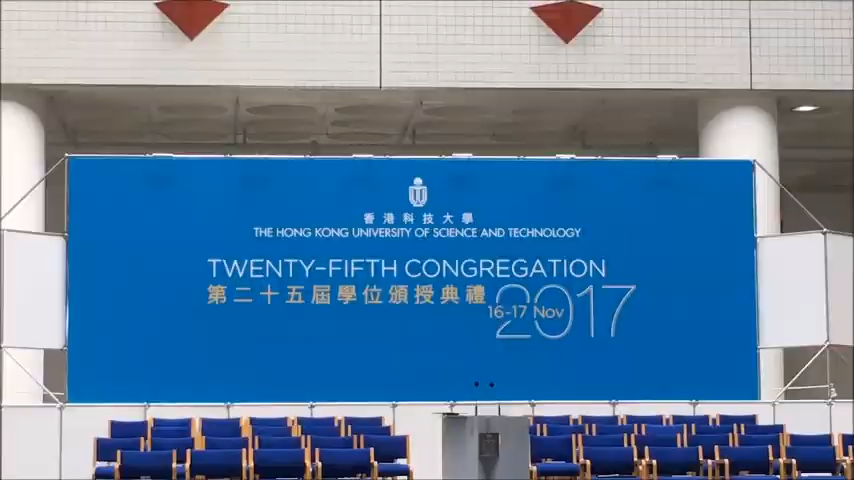 香港科技大學
THE HONG KONG UNIVERSITY OF SCIENCE AND TECHNOLOGY
TWENTY-FIFTH CONGREGATION
第二十五屆學位頒授典禮
16-17 Nov 2017